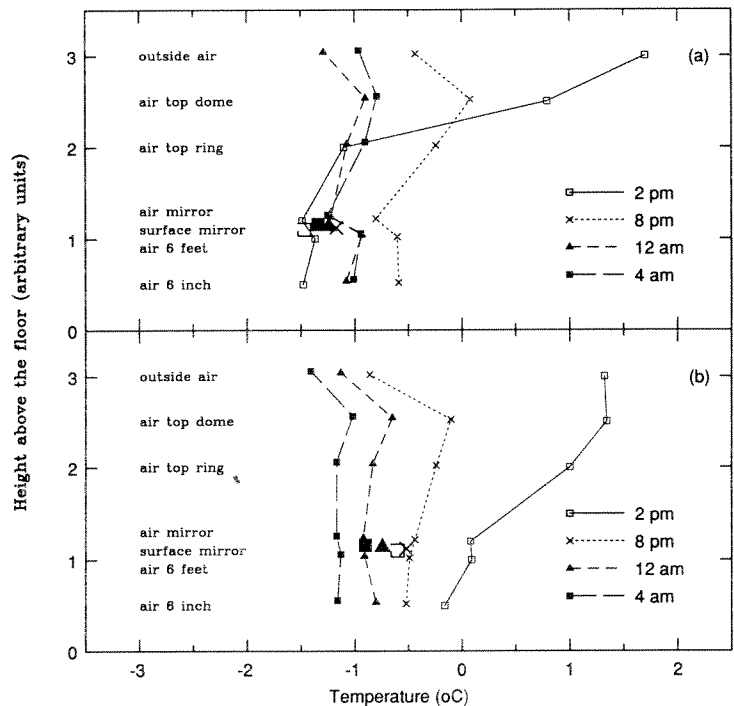 Height above the floor (arbitrary units)
3
2
1
0
outside air
air top dome
air top ring
air mirror
surface mirror
air 6 feet
air 6 inch
(a)
2 pm
8 pm
12 am
4 am
3
2
1
0
outside air
air top dome
air top ring
air mirror
surface mirror
air 6 feet
air 6 inch
(b)
2 pm
8 pm
12 am
4 am
-3
-2
-1
0
1
2
Temperature (oC)